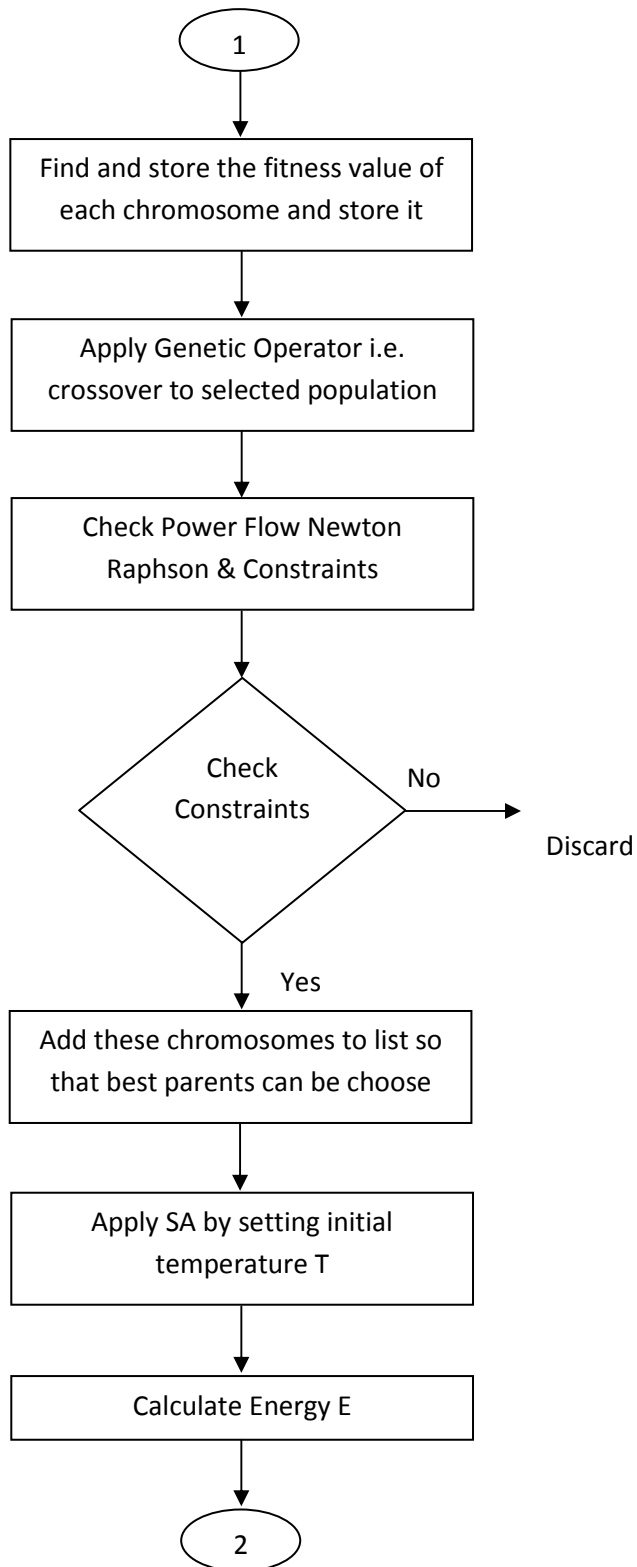 1
Find and store the fitness value of
each chromosome and store it
Apply Genetic Operator i.e.
crossover to selected population
Check Power Flow Newton
Raphson & Constraints
Check
Constraints
No
Discard
Yes
Add these chromosomes to list so
that best parents can be choose
Apply SA by setting initial
temperature T
Calculate Energy E
2